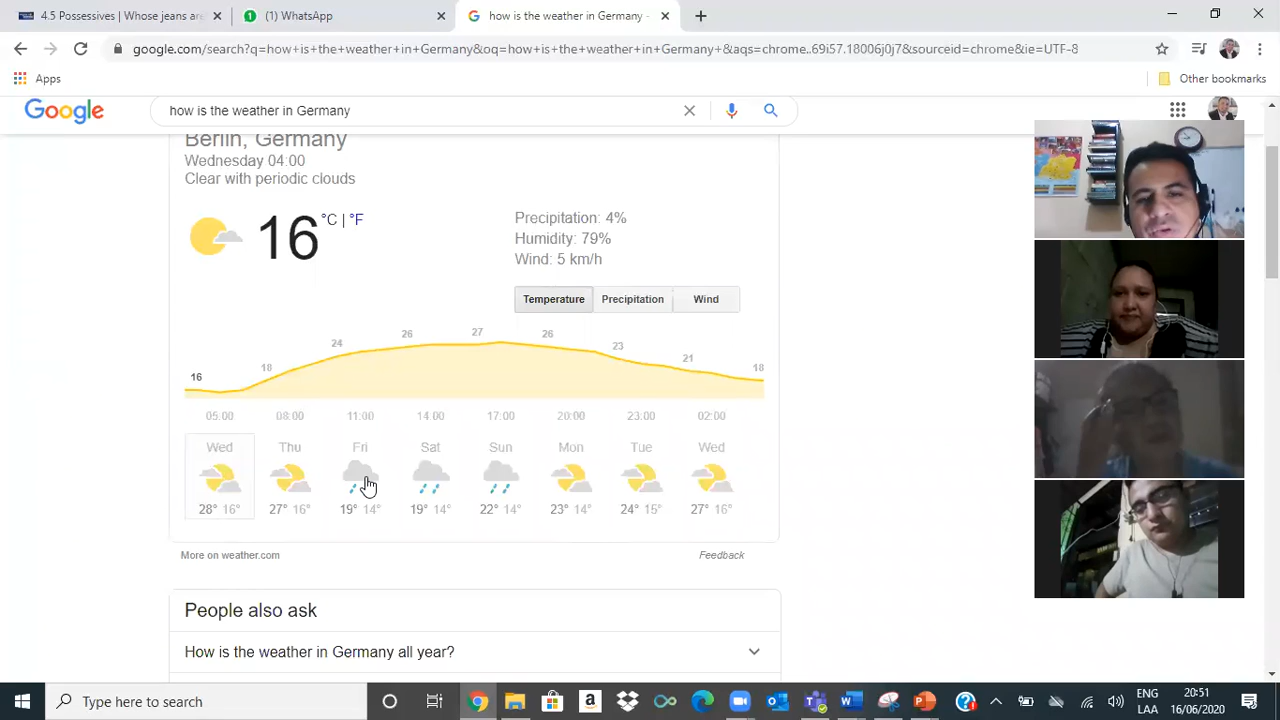 4.5 Possessives | Whose jeans are
(1) WhatsApp
how is the weather in Germany -
google.com/search?q=how+is+the+weather+in+Germany&oq=how+is+the+weather+in+Germany+&aqs=chrome..69i57.18006j0j7&sourceid=chrome&ie=UTF-8
Apps
Other bookmarks
Google
how is the weather in Germany
Berlin, Germany
Wednesday 04:00
Clear with periodic clouds
16 °C | °F
Precipitation: 4%
Humidity: 79%
Wind: 5 km/h
Temperature Precipitation Wind
16 18 24 26 27 26 23 21 18
05:00 08:00 11:00 14:00 17:00 20:00 23:00 02:00
Wed Thu Fri Sat Sun Mon Tue Wed
28° 16° 27° 16° 19° 14° 19° 14° 22° 14° 23° 14° 24° 15° 27° 16°
More on weather.com
Feedback
People also ask
How is the weather in Germany all year?
Type here to search
ENG
LAA
20:51
16/06/2020